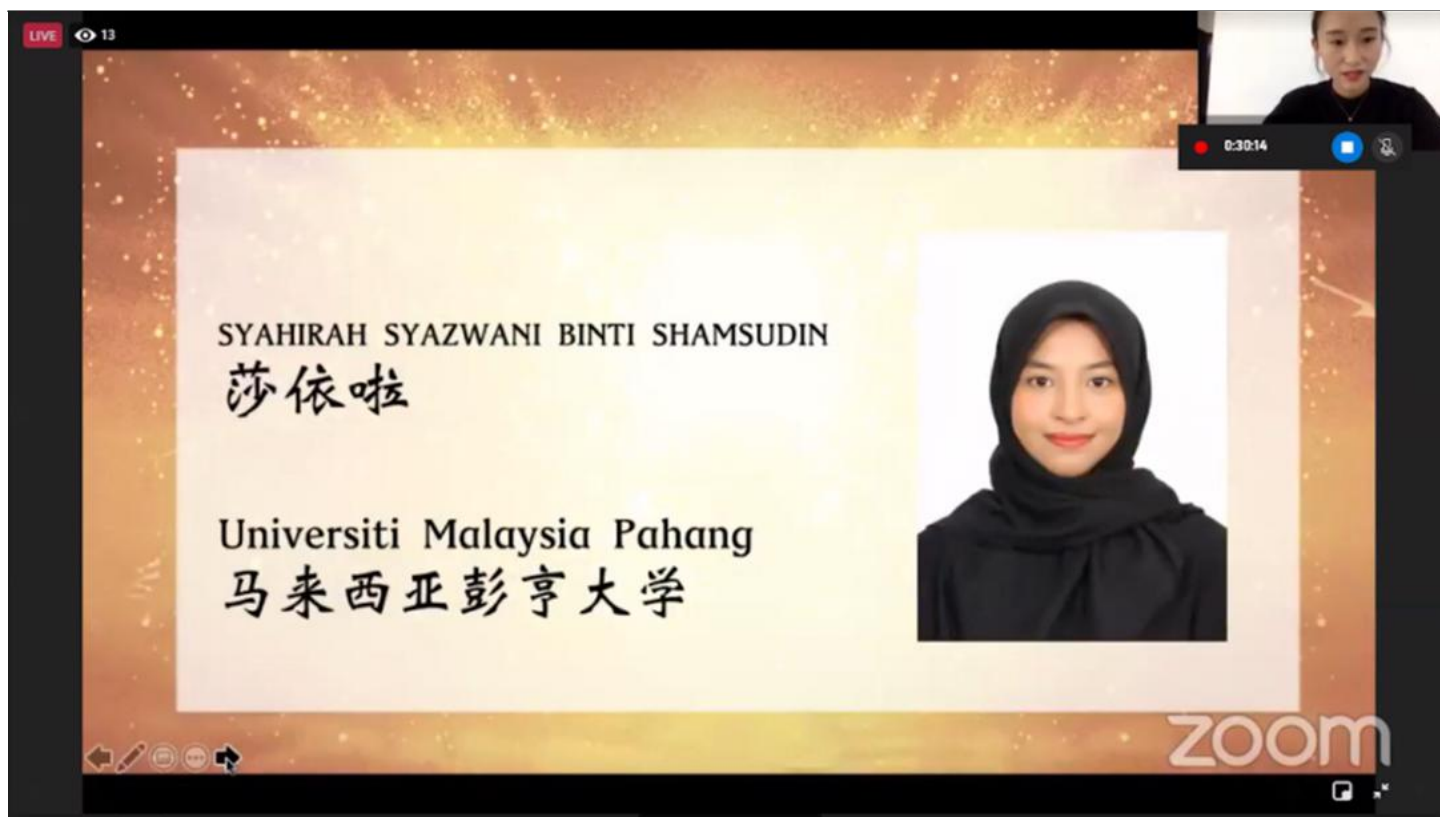 LIVE 13
0:30:14
SYAHIRAH SYAZWANI BINTI SHAMSUDIN
莎依啦
Universiti Malaysia Pahang
马来西亚彭亨大学
zoom